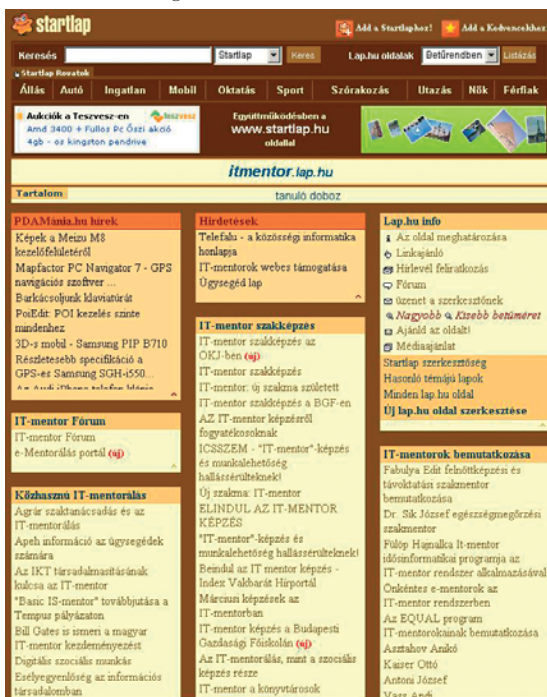 startlap
Add a Startlaphoz!
Add a Kedvencekhez
Keresés
Startlap
Keres
Lap.hu oldalak
Betűrendben
Listázás
Startlap Rovatok
Állás Autó Ingatlan Mobil Oktatás Sport Szórakozás Utazás Nők Férfiak
Aukciók a Teszvesz-en
teszvesz
Amd 3400 + Fullos Pc Őszi akció
4gb - os kingston pendrive
Együttműködésben a
www.startlap.hu
oldallal
itmentor.lap.hu
Tartalom
tanuló doboz
PDAMánia.hu hírek
Képek a Meizu M8
kezelőfelületéről
Mapfactor PC Navigator 7 - GPS
navigációs szoftver ...
Barkácsoljunk klaviatúrát
PoiEdit: POI kezelés szinte
mindenhez
3D-s mobil - Samsung PIP B710
Részletesebb specifikáció a
GPS-es Samsung SGH-i550...
IT-mentor Fórum
IT-mentor Fórum
e-Mentorálás portál (új)
Közhasznú IT-mentorálás
Agrár szaktanácsadás és az
IT-mentorálás
Apeh információ az ügysegédek
számára
Az IKT társadalmasításának
kulcsa az IT-mentor
"Basic IS-mentor" továbbjutása a
Tempus pályázaton
Bill Gates is ismeri a magyar
IT-mentor kezdeményezést
Digitális szociális munkás
Esélyegyenlőség az információs
társadalomban
Hirdetések
Telefalu - a közösségi informatika
honlapja
IT-mentorok webes támogatása
Ügysegéd lap
IT-mentor szakképzés
IT-mentor szakképzés az
OKJ-ben (új)
IT-mentor szakképzés
IT-mentor: új szakma született
IT-mentor szakképzés a BGF-en
AZ IT-mentor képzésről
fogyatékosoknak
ICSSZEM - "IT-mentor"-képzés
és munkalehetőség
hallássérülteknek!
Új szakma: IT-mentor
ELINDUL AZ IT-MENTOR
KÉPZÉS
"IT-mentor"-képzés és
munkalehetőség hallássérülteknek!
Beindul az IT mentor képzés -
Index Vakbarát Hírportál
Márciusi képzések az
IT-mentorban
IT-mentor képzés a Budapesti
Gazdasági Főiskolán (új)
Az IT-mentorálás, mint a szociális
képzés része
IT-mentor a könyvtárosok
Lap.hu info
Az oldal meghatározása
Linkajánló
Hírlevél feliratkozás
Fórum
üzenet a szerkesztőnek
Nagyobb Kisebb betűméret
Ajánld az oldalt!
Médiaajánlat
Startlap szerkesztőség
Hasonló témájú lapok
Minden lap.hu oldal
Új lap.hu oldal szerkesztése
IT-mentorok bemutatkozása
Fabulya Edit felnőttképzési és
távoktatási szakmentor
bemutatkozása
Dr. Sik József egészségmegőrzési
szakmentor
Fülöp Hajnalka It-mentor
idősinformatikai programja az
IT-mentor rendszer alkalmazásával
Önkéntes e-mentorok az
IT-mentor rendszerben
Az EQUAL program
IT-mentorokainak bemutatkozása
Asztahov Anikó
Kaiser Ottó
Antoni József